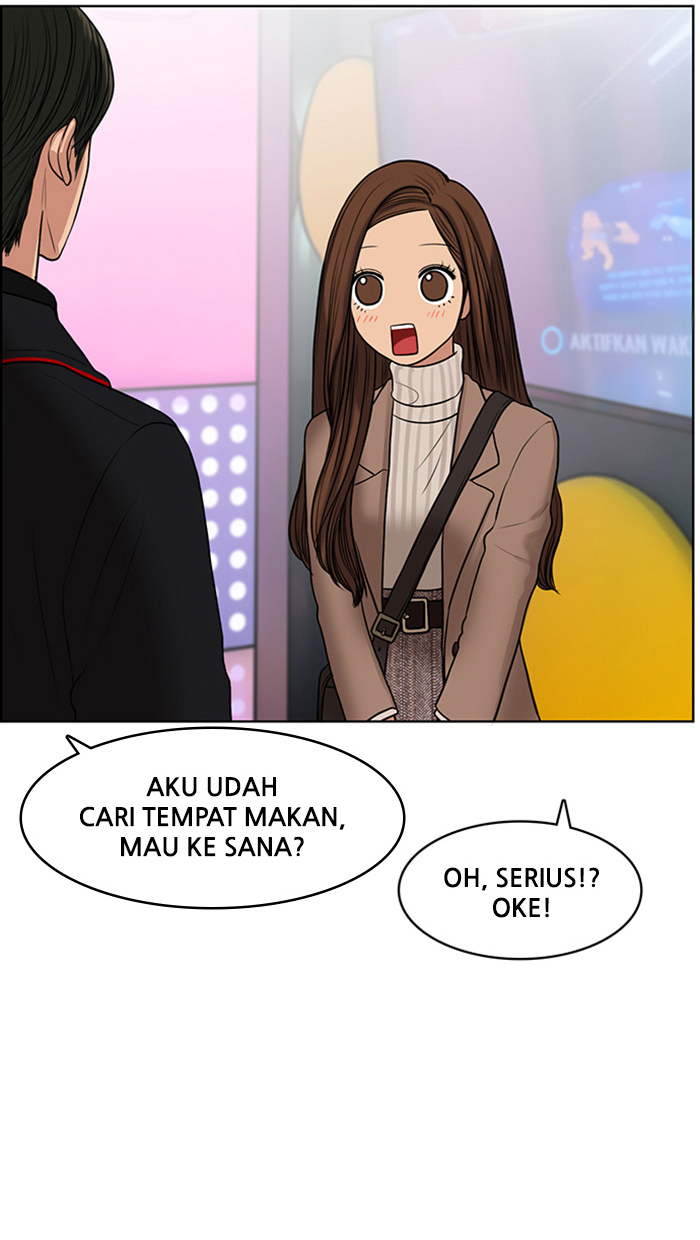 AKTIFKAN WAK
AKU UDAH
CARI TEMPAT MAKAN,
MAU KE SANA?
OH, SERIUS!?
OKE!